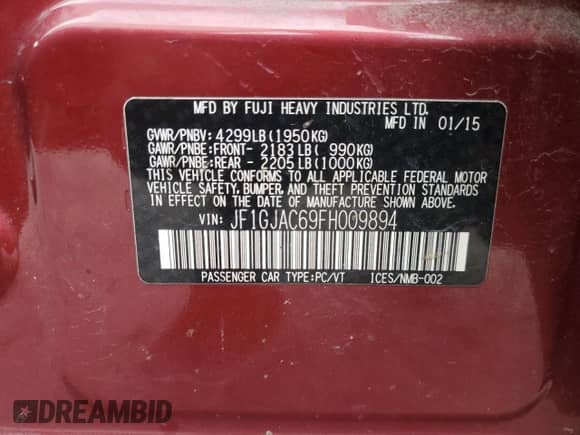 MFD BY FUJI HEAVY INDUSTRIES LTD.
MFD IN 01/15
GVWR/PNBV: 4299LB(1950KG)
GAWR/PNBE:FRONT- 2183LB( 990KG)
GAWR/PNBE:REAR - 2205LB(1000KG)
THIS VEHICLE CONFORMS TO ALL APPLICABLE FEDERAL MOTOR
VEHICLE SAFETY, BUMPER, AND THEFT PREVENTION STANDARDS
IN EFFECT ON THE DATE OF MANUFACTURE SHOWN ABOVE.
VIN: JF1GJAC69FH009894
PASSENGER CAR TYPE:PC/VT ICES/NMB-002
DREAMBID